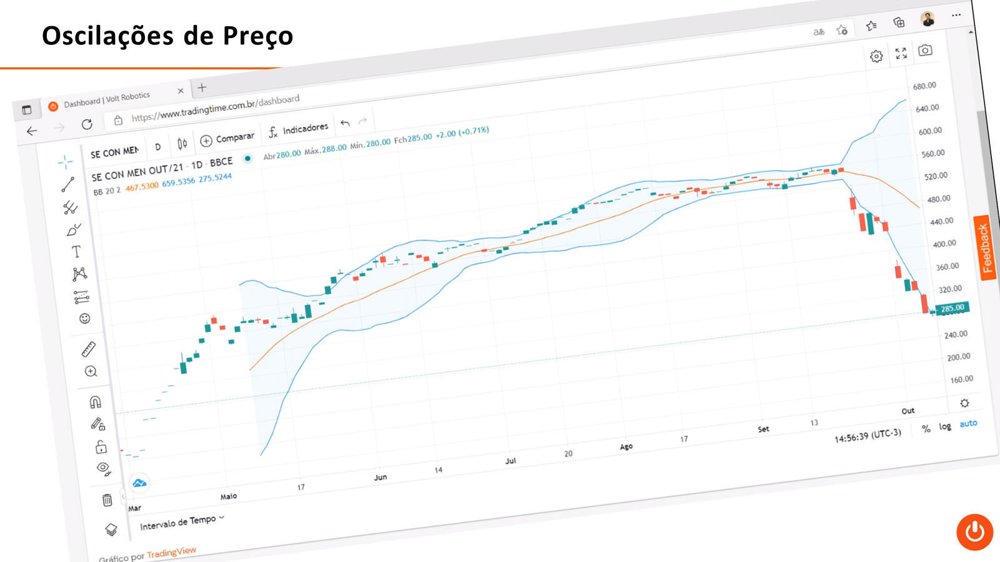 Oscilações de Preço
Dashboard | Volt Robotics
https://www.tradingtime.com.br/dashboard
aあ
SE CON MEN
D
Comparar
Indicadores
SE CON MEN OUT/21 · 1D · BBCE
Abr280.00 Máx.288.00 Mín.280.00 Fch285.00 +2.00 (+0.71%)
BB 20 2 467.5300 659.5356 275.5244
680.00
640.00
600.00
560.00
520.00
480.00
440.00
400.00
360.00
320.00
285.00
240.00
200.00
160.00
Feedback
Mar
Maio
17
Jun
14
Jul
20
Ago
17
Set
13
Out
14:56:39 (UTC-3)
% log auto
Intervalo de Tempo
Gráfico por TradingView